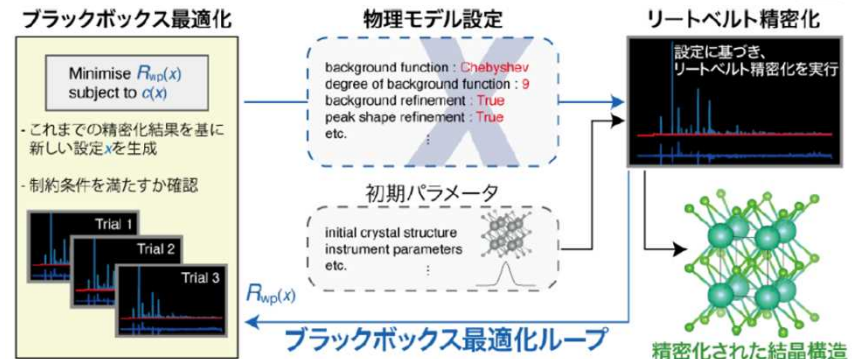 ブラックボックス最適化
Minimise Rwp(x)
subject to c(x)
- これまでの精密化結果を基に
新しい設定xを生成
- 制約条件を満たすか確認
Trial 1
Trial 2
Trial 3
物理モデル設定
X
background function : Chebyshev
degree of background function : 9
background refinement : True
peak shape refinement : True
etc.
⋮
初期パラメータ
initial crystal structure
instrument parameters
etc.
⋮
リートベルト精密化
設定に基づき、
リートベルト精密化を実行
Rwp(x)
ブラックボックス最適化ループ
精密化された結晶構造